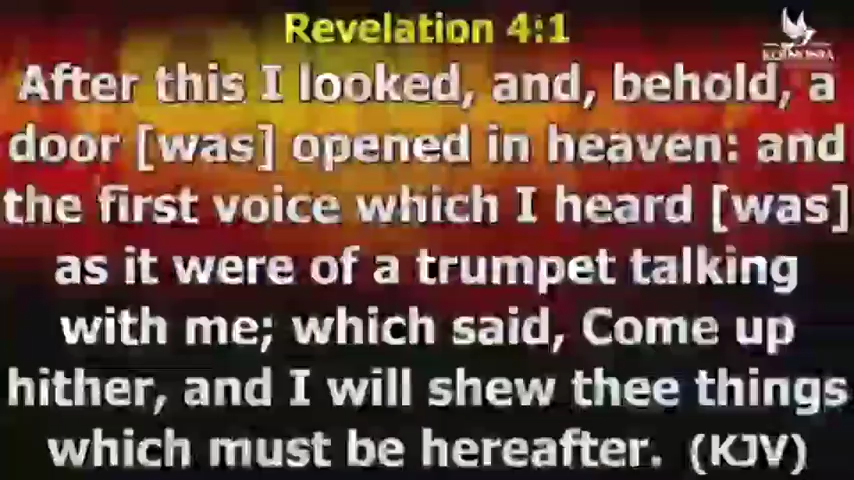 Revelation 4:1
After this I looked, and, behold, a
door [was] opened in heaven: and
the first voice which I heard [was]
as it were of a trumpet talking
with me; which said, Come up
hither, and I will shew thee things
which must be hereafter. (KJV)